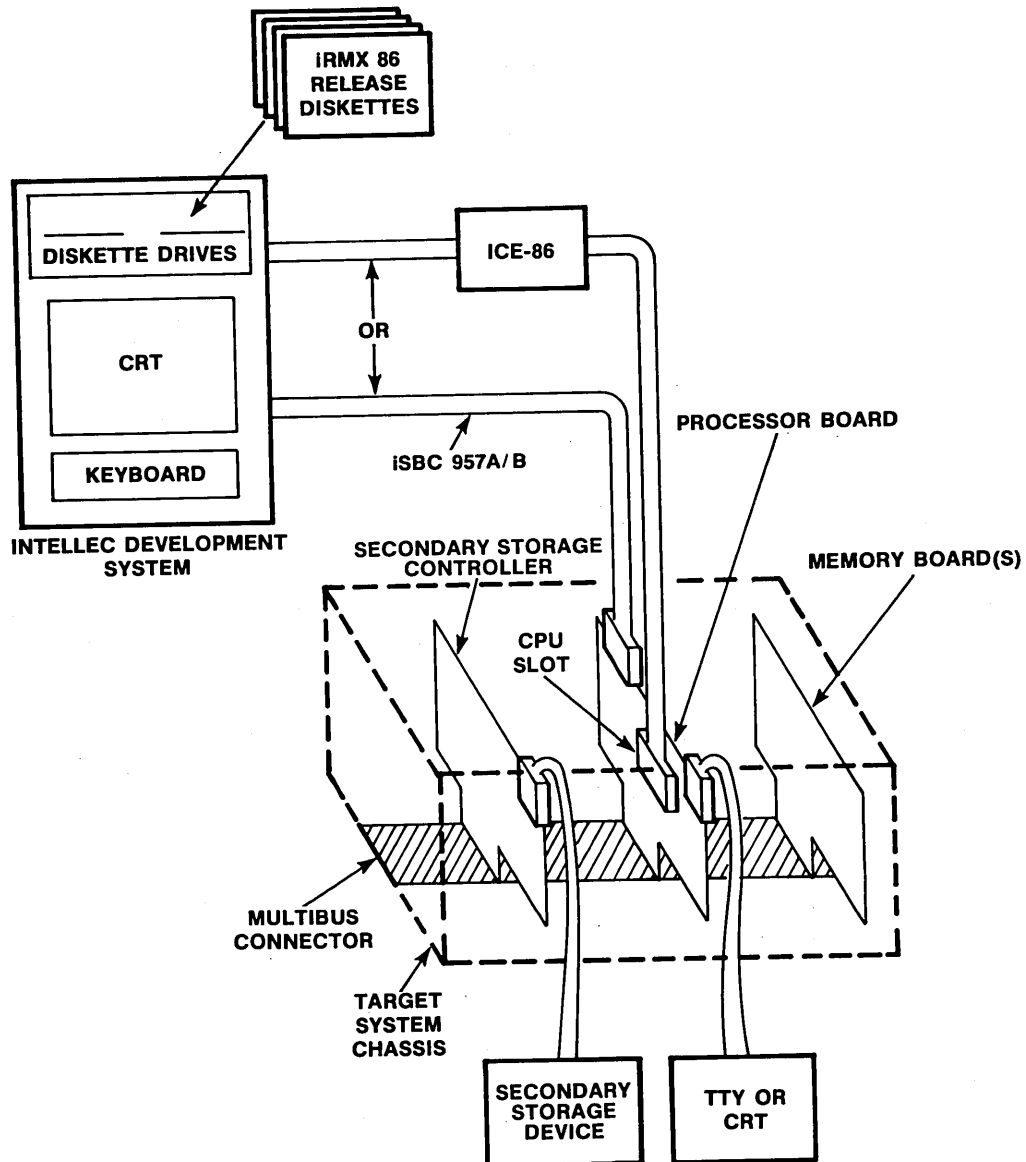 iRMX 86
RELEASE
DISKETTES
DISKETTE DRIVES
ICE-86
OR
CRT
iSBC 957A/B
KEYBOARD
INTELLEC DEVELOPMENT
SYSTEM
PROCESSOR BOARD
SECONDARY STORAGE
CONTROLLER
MEMORY BOARD(S)
CPU
SLOT
MULTIBUS
CONNECTOR
TARGET
SYSTEM
CHASSIS
SECONDARY
STORAGE
DEVICE
TTY OR
CRT